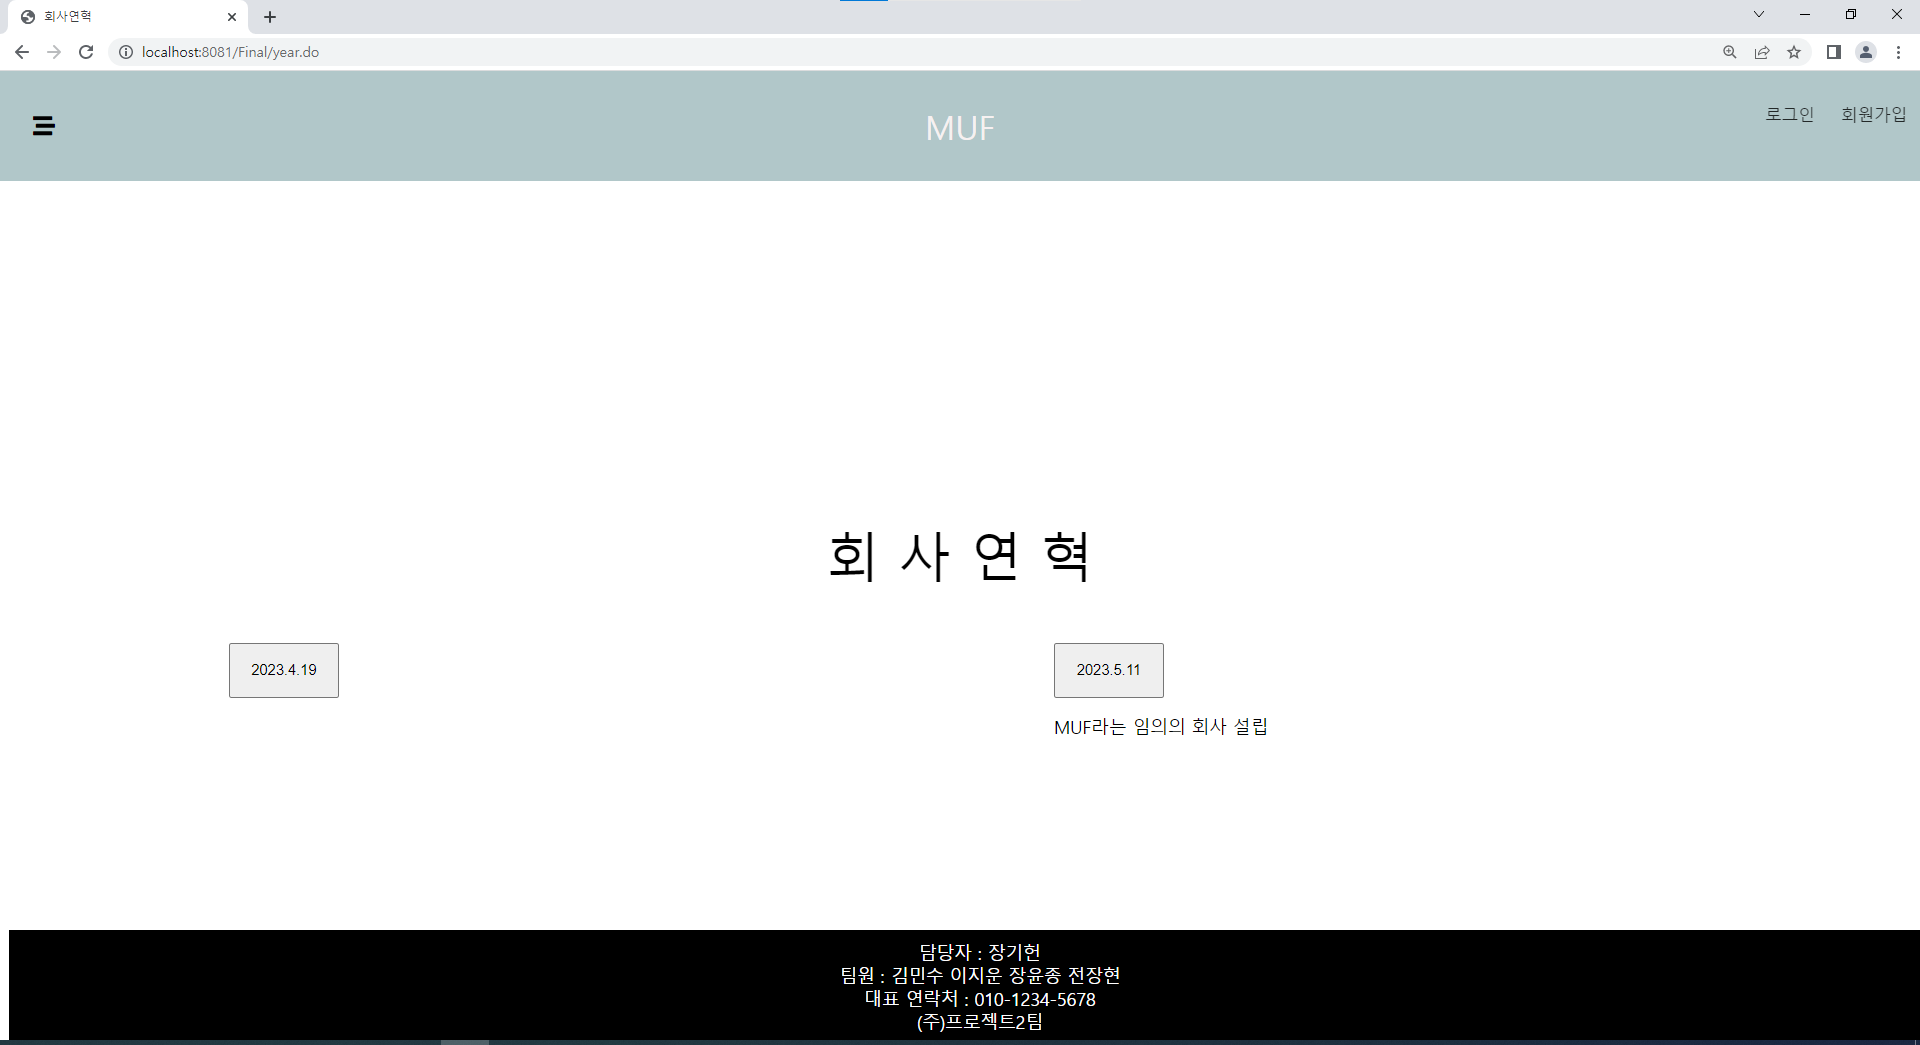 회사연혁
localhost:8081/Final/year.do
MUF
로그인 회원가입
회 사 연 혁
2023.4.19
2023.5.11
MUF라는 임의의 회사 설립
담당자 : 장기헌
팀원 : 김민수 이지운 장윤종 전장현
대표 연락처 : 010-1234-5678
(주)프로젝트2팀